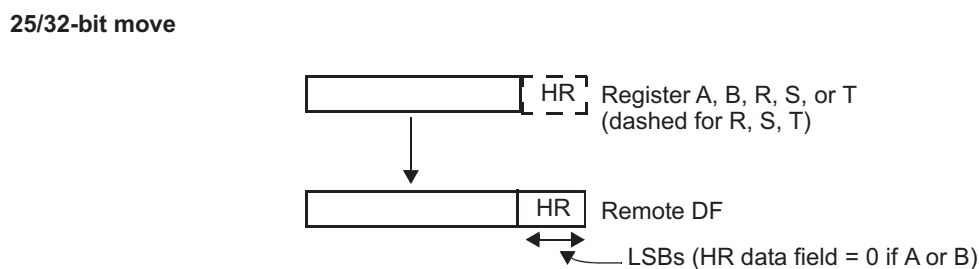 25/32-bit move
HR
Register A, B, R, S, or T
(dashed for R, S, T)
HR
Remote DF
LSBs (HR data field = 0 if A or B)